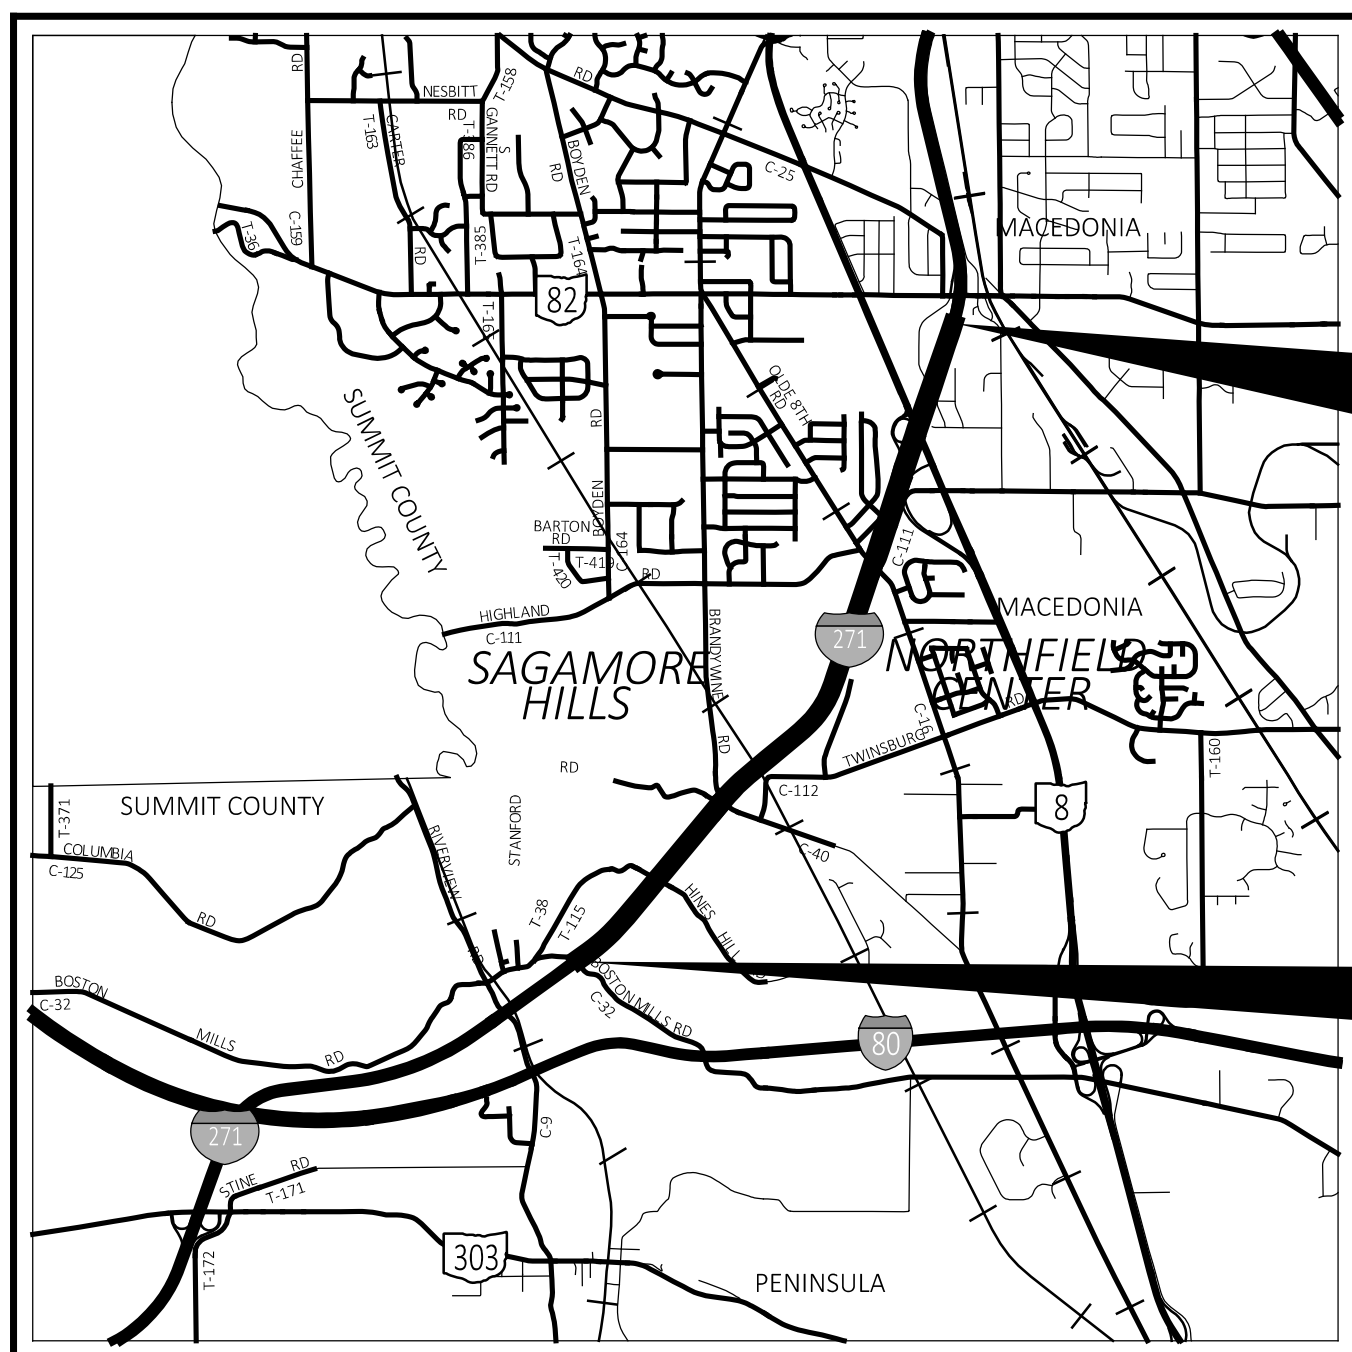 RD
RD
T-158
NESBITT
RD
CHAFFEE
T-163
CARTER
T-386
GANNETT RD
S
BOYDEN
RD
C-25
C-159
T-36
RD
T-385
T-164
MACEDONIA
82
T-161
SUMMIT COUNTY
OLDE 8TH
RD
RD
BOYDEN
BARTON
RD
T-420
T-419
C-164
RD
C-111
HIGHLAND
C-111
BRANDYWINE
RD
MACEDONIA
271
SAGAMORE
HILLS
NORTHFIELD
CENTER
C-16
RD
TWINSBURG
T-160
RD
C-112
8
SUMMIT COUNTY
T-371
COLUMBIA
C-125
RD
RIVERVIEW
RD
STANFORD
C-40
T-38
T-115
HINES
HILL
BOSTON
C-32
MILLS
RD
BOSTON MILLS RD
C-32
80
271
C-9
STINE
RD
T-171
T-172
303
PENINSULA